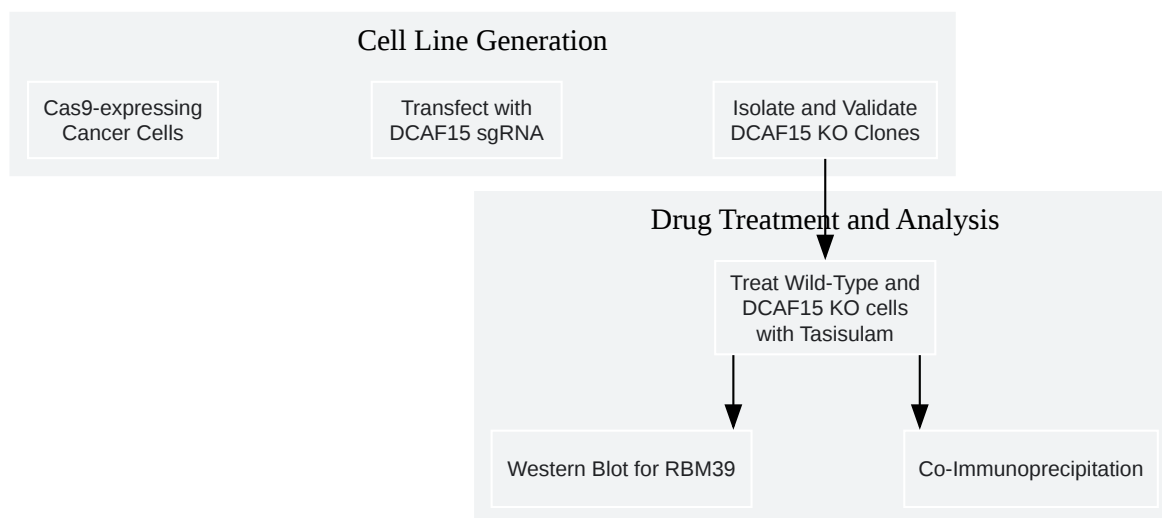 Cell Line Generation
Cas9-expressing
Cancer Cells
Transfect with
DCAF15 sgRNA
Isolate and Validate
DCAF15 KO Clones
Drug Treatment and Analysis
Treat Wild-Type and
DCAF15 KO cells
with Tasisulam
Western Blot for RBM39
Co-Immunoprecipitation